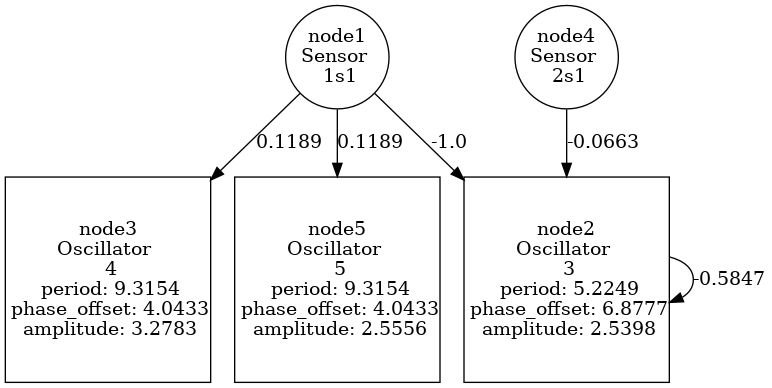 node1
Sensor
1s1
node4
Sensor
2s1
0.1189
0.1189
-1.0
-0.0663
node3
Oscillator
4
period: 9.3154
phase_offset: 4.0433
amplitude: 3.2783
node5
Oscillator
5
period: 9.3154
phase_offset: 4.0433
amplitude: 2.5556
node2
Oscillator
3
period: 5.2249
phase_offset: 6.8777
amplitude: 2.5398
-0.5847